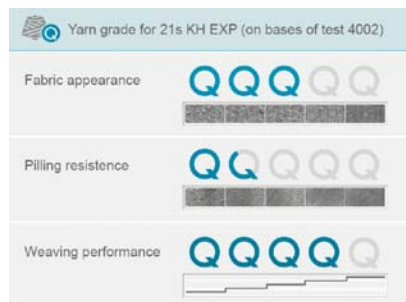 Yarn grade for 21s KH EXP (on bases of test 4002)
Fabric appearance
Q Q Q Q Q
Pilling resistence
Q Q Q Q Q
Weaving performance
Q Q Q Q Q